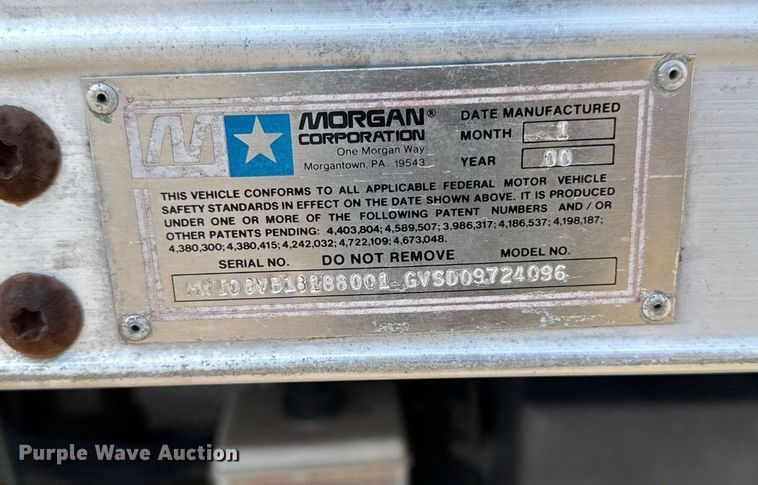 M MORGAN®
CORPORATION
One Morgan Way
Morgantown, PA 19543
DATE MANUFACTURED
MONTH 1
YEAR 00
THIS VEHICLE CONFORMS TO ALL APPLICABLE FEDERAL MOTOR VEHICLE
SAFETY STANDARDS IN EFFECT ON THE DATE SHOWN ABOVE. IT IS PRODUCED
UNDER ONE OR MORE OF THE FOLLOWING PATENT NUMBERS AND / OR
OTHER PATENTS PENDING: 4,403,804; 4,589,507; 3,986,317; 4,186,537; 4,198,187;
4,380,300; 4,380,415; 4,242,032; 4,722,109; 4,673,048.
SERIAL NO. DO NOT REMOVE MODEL NO.
GVSD09724096
Purple Wave Auction